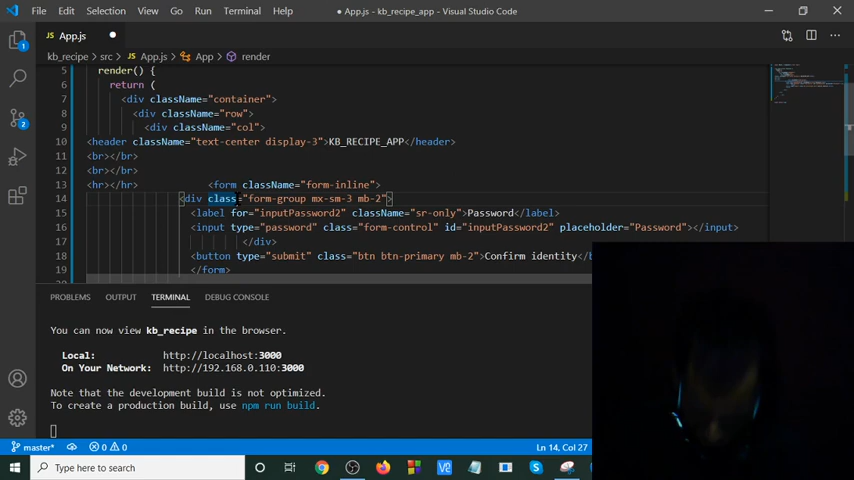 File Edit Selection View Go Run Terminal Help ● App.js - kb_recipe_app - Visual Studio Code
JS App.js ●
kb_recipe > src > JS App.js > App > render
5 render() {
6 return (
7 <div className="container">
8 <div className="row">
9 <div className="col">
10 <header className="text-center display-3">KB_RECIPE_APP</header>
11 <br></br>
12 <br></br>
13 <hr></hr> <form className="form-inline">
14 <div class="form-group mx-sm-3 mb-2">
15 <label for="inputPassword2" className="sr-only">Password</label>
16 <input type="password" class="form-control" id="inputPassword2" placeholder="Password"></input>
17 </div>
18 <button type="submit" class="btn btn-primary mb-2">Confirm identity</b
19 </form>
PROBLEMS OUTPUT TERMINAL DEBUG CONSOLE
You can now view kb_recipe in the browser.
Local: http://localhost:3000
On Your Network: http://192.168.0.110:3000
Note that the development build is not optimized.
To create a production build, use npm run build.
master* 0 0 Ln 14, Col 27
Type here to search